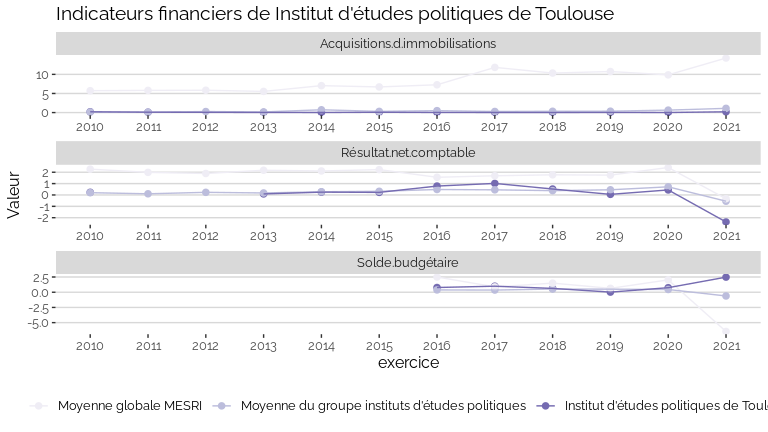 Indicateurs financiers de Institut d'études politiques de Toulouse
Acquisitions.d.immobilisations
10
5
0
2010 2011 2012 2013 2014 2015 2016 2017 2018 2019 2020 2021
Résultat.net.comptable
2
1
0
-1
-2
2010 2011 2012 2013 2014 2015 2016 2017 2018 2019 2020 2021
Solde.budgétaire
2.5
0.0
-2.5
-5.0
2010 2011 2012 2013 2014 2015 2016 2017 2018 2019 2020 2021
Valeur
exercice
Moyenne globale MESRI Moyenne du groupe instituts d'études politiques Institut d'études politiques de